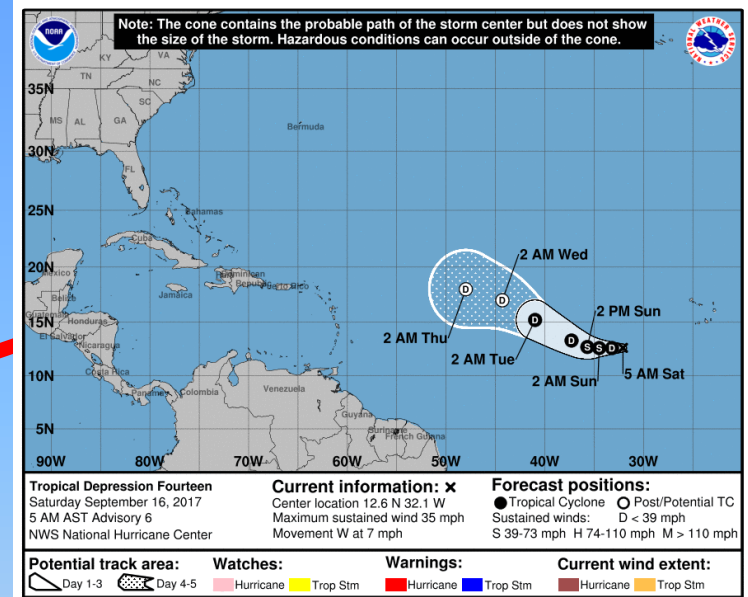 Note: The cone contains the probable path of the storm center but does not show
the size of the storm. Hazardous conditions can occur outside of the cone.
NOAA
NATIONAL WEATHER SERVICE
KY
VA
TN
NC
SC
MS AL GA
FL
35N
30N
25N
20N
15N
10N
5N
Bermuda
Bahamas
Cuba
Mexico
Dominican
Republic
Puerto Rico
Jamaica
Belize
Guatemala
Honduras
El Salvador
Nicaragua
Costa Rica
Panama
Colombia
Venezuela
Guyana
Suriname
French Guiana
2 AM Wed
D
D
2 AM Thu
2 PM Sun
D
D
S
S
D
2 AM Tue
2 AM Sun
5 AM Sat
90W 80W 70W 60W 50W 40W 30W
Tropical Depression Fourteen
Saturday September 16, 2017
5 AM AST Advisory 6
NWS National Hurricane Center
Current information: ×
Center location 12.6 N 32.1 W
Maximum sustained wind 35 mph
Movement W at 7 mph
Forecast positions:
● Tropical Cyclone ○ Post/Potential TC
Sustained winds: D < 39 mph
S 39-73 mph H 74-110 mph M > 110 mph
Potential track area:
Day 1-3 Day 4-5
Watches:
Hurricane Trop Stm
Warnings:
Hurricane Trop Stm
Current wind extent:
Hurricane Trop Stm